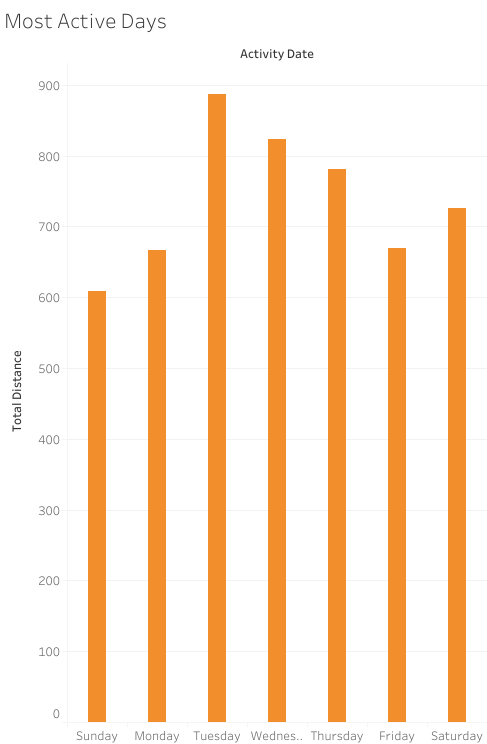 Most Active Days
Activity Date
900
800
700
600
500
400
300
200
100
0
Total Distance
Sunday Monday Tuesday Wednes.. Thursday Friday Saturday